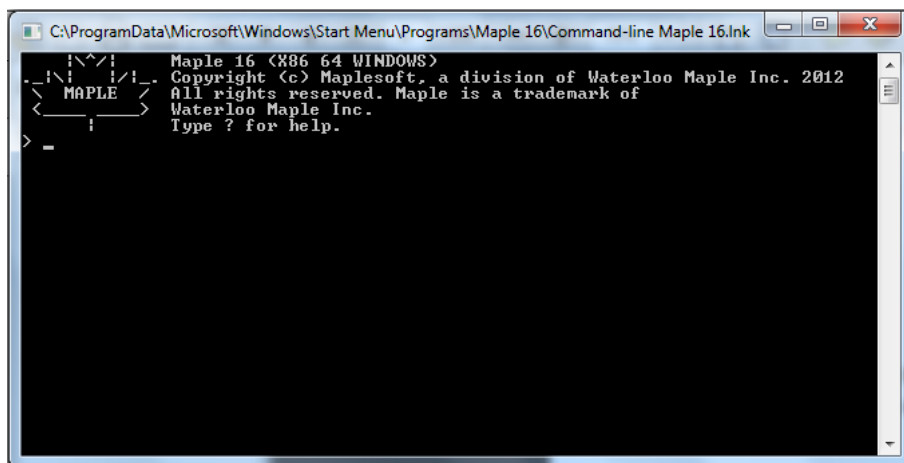 C:\ProgramData\Microsoft\Windows\Start Menu\Programs\Maple 16\Command-line Maple 16.lnk
Maple 16 (X86 64 WINDOWS)
Copyright (c) Maplesoft, a division of Waterloo Maple Inc. 2012
MAPLE
All rights reserved. Maple is a trademark of
Waterloo Maple Inc.
Type ? for help.
> _